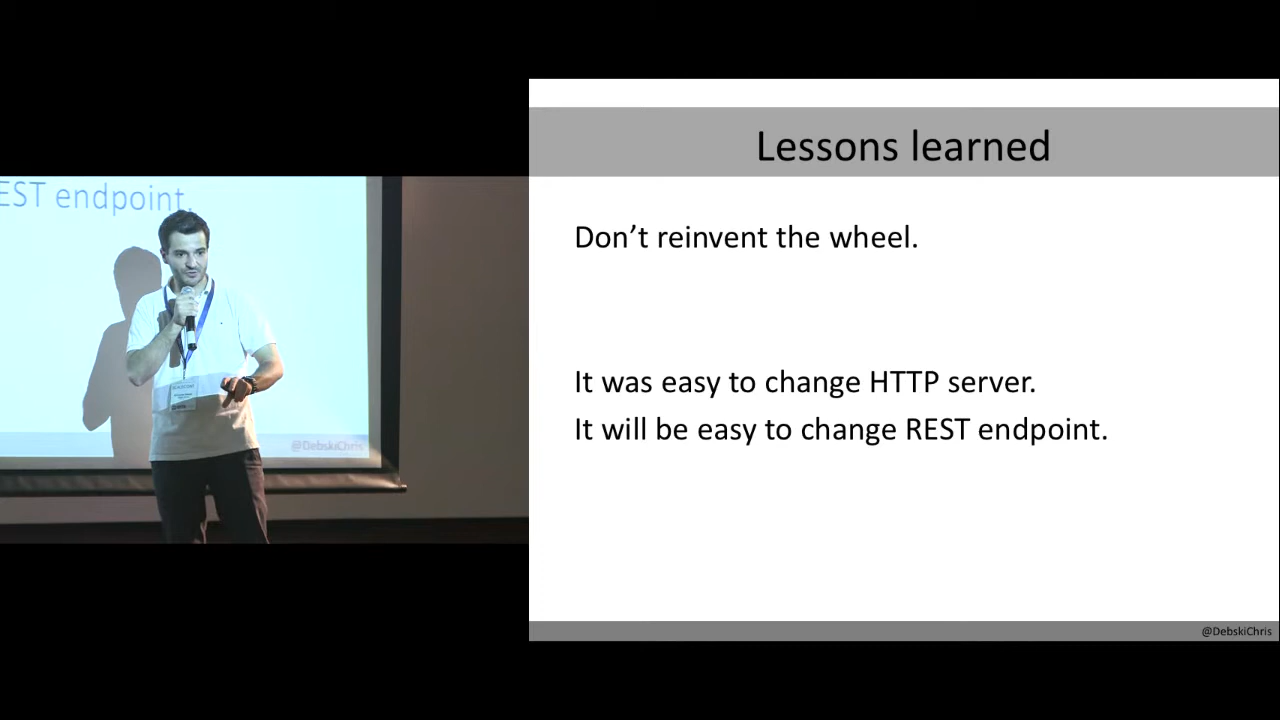 EST endpoint.
@DebskiChris
Lessons learned
Don't reinvent the wheel.
It was easy to change HTTP server.
It will be easy to change REST endpoint.
@DebskiChris